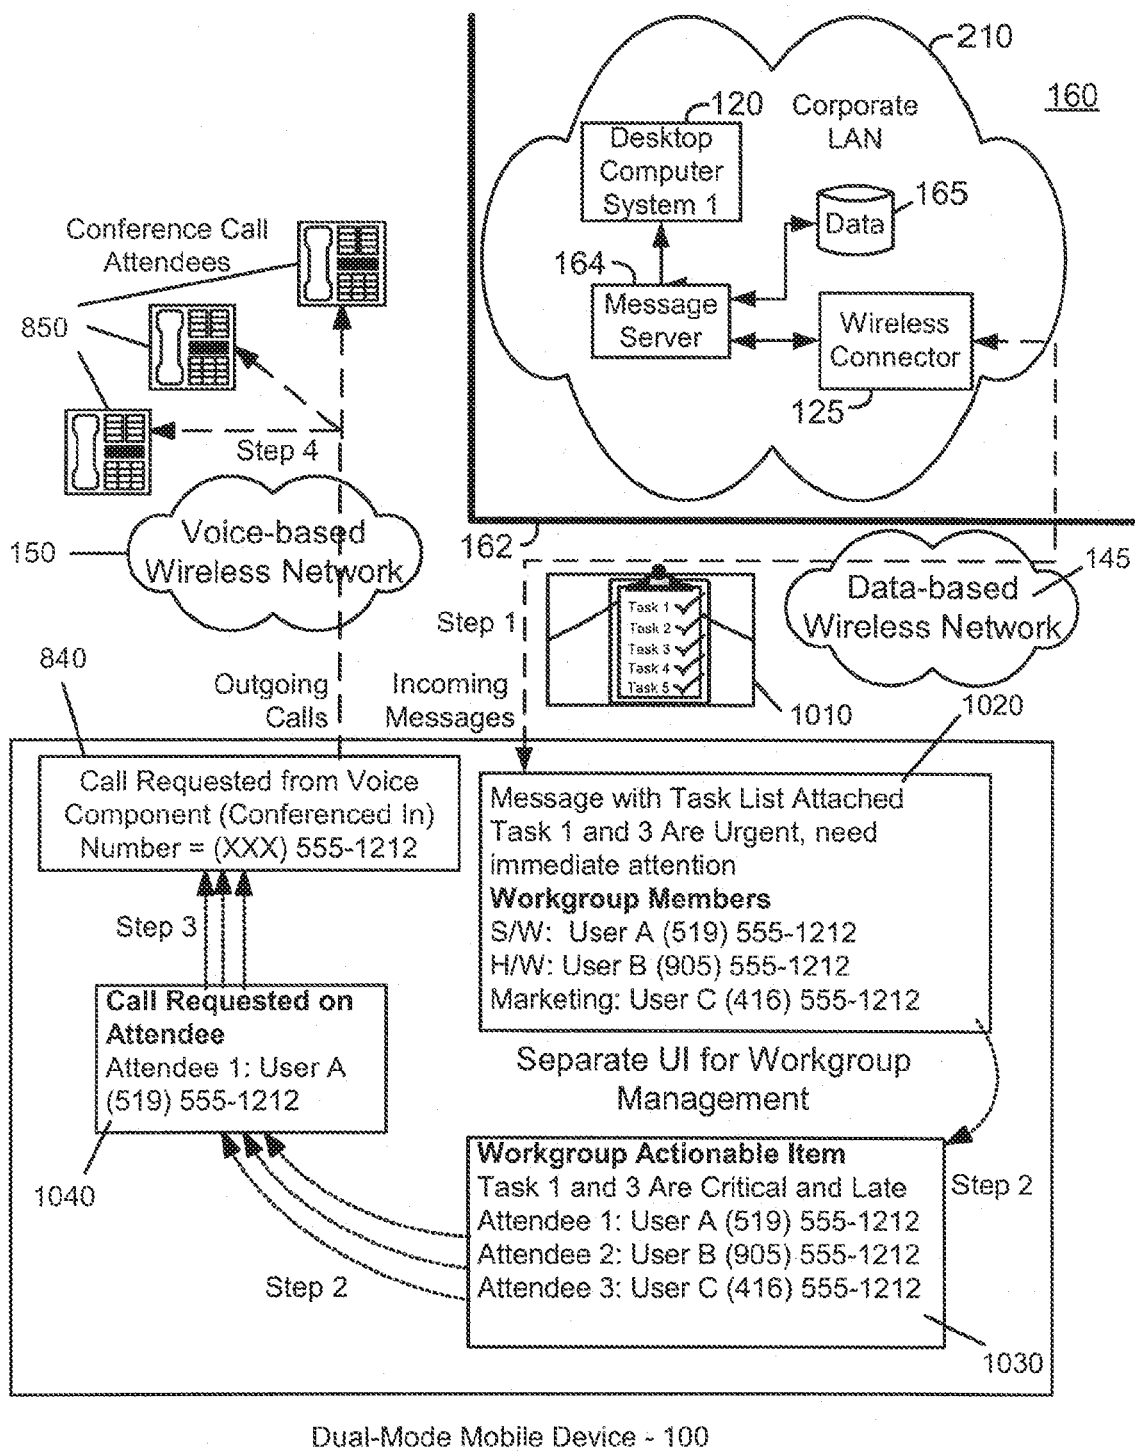 210
160
120
Corporate
LAN
Desktop
Computer
System 1
Data
165
164
Message
Server
Wireless
Connector
125
Conference Call
Attendees
850
Step 4
Voice-based
Wireless Network
150
162
Data-based
Wireless Network
145
Step 1
Task 1
Task 2
Task 3
Task 4
Task 5
1010
1020
840
Outgoing
Calls
Incoming
Messages
Call Requested from Voice
Component (Conferenced In)
Number = (XXX) 555-1212
Message with Task List Attached
Task 1 and 3 Are Urgent, need
immediate attention
Workgroup Members
S/W: User A (519) 555-1212
H/W: User B (905) 555-1212
Marketing: User C (416) 555-1212
Step 3
Call Requested on
Attendee
Attendee 1: User A
(519) 555-1212
1040
Separate UI for Workgroup
Management
Workgroup Actionable Item
Task 1 and 3 Are Critical and Late
Attendee 1: User A (519) 555-1212
Attendee 2: User B (905) 555-1212
Attendee 3: User C (416) 555-1212
Step 2
Step 2
1030
Dual-Mode Mobile Device - 100